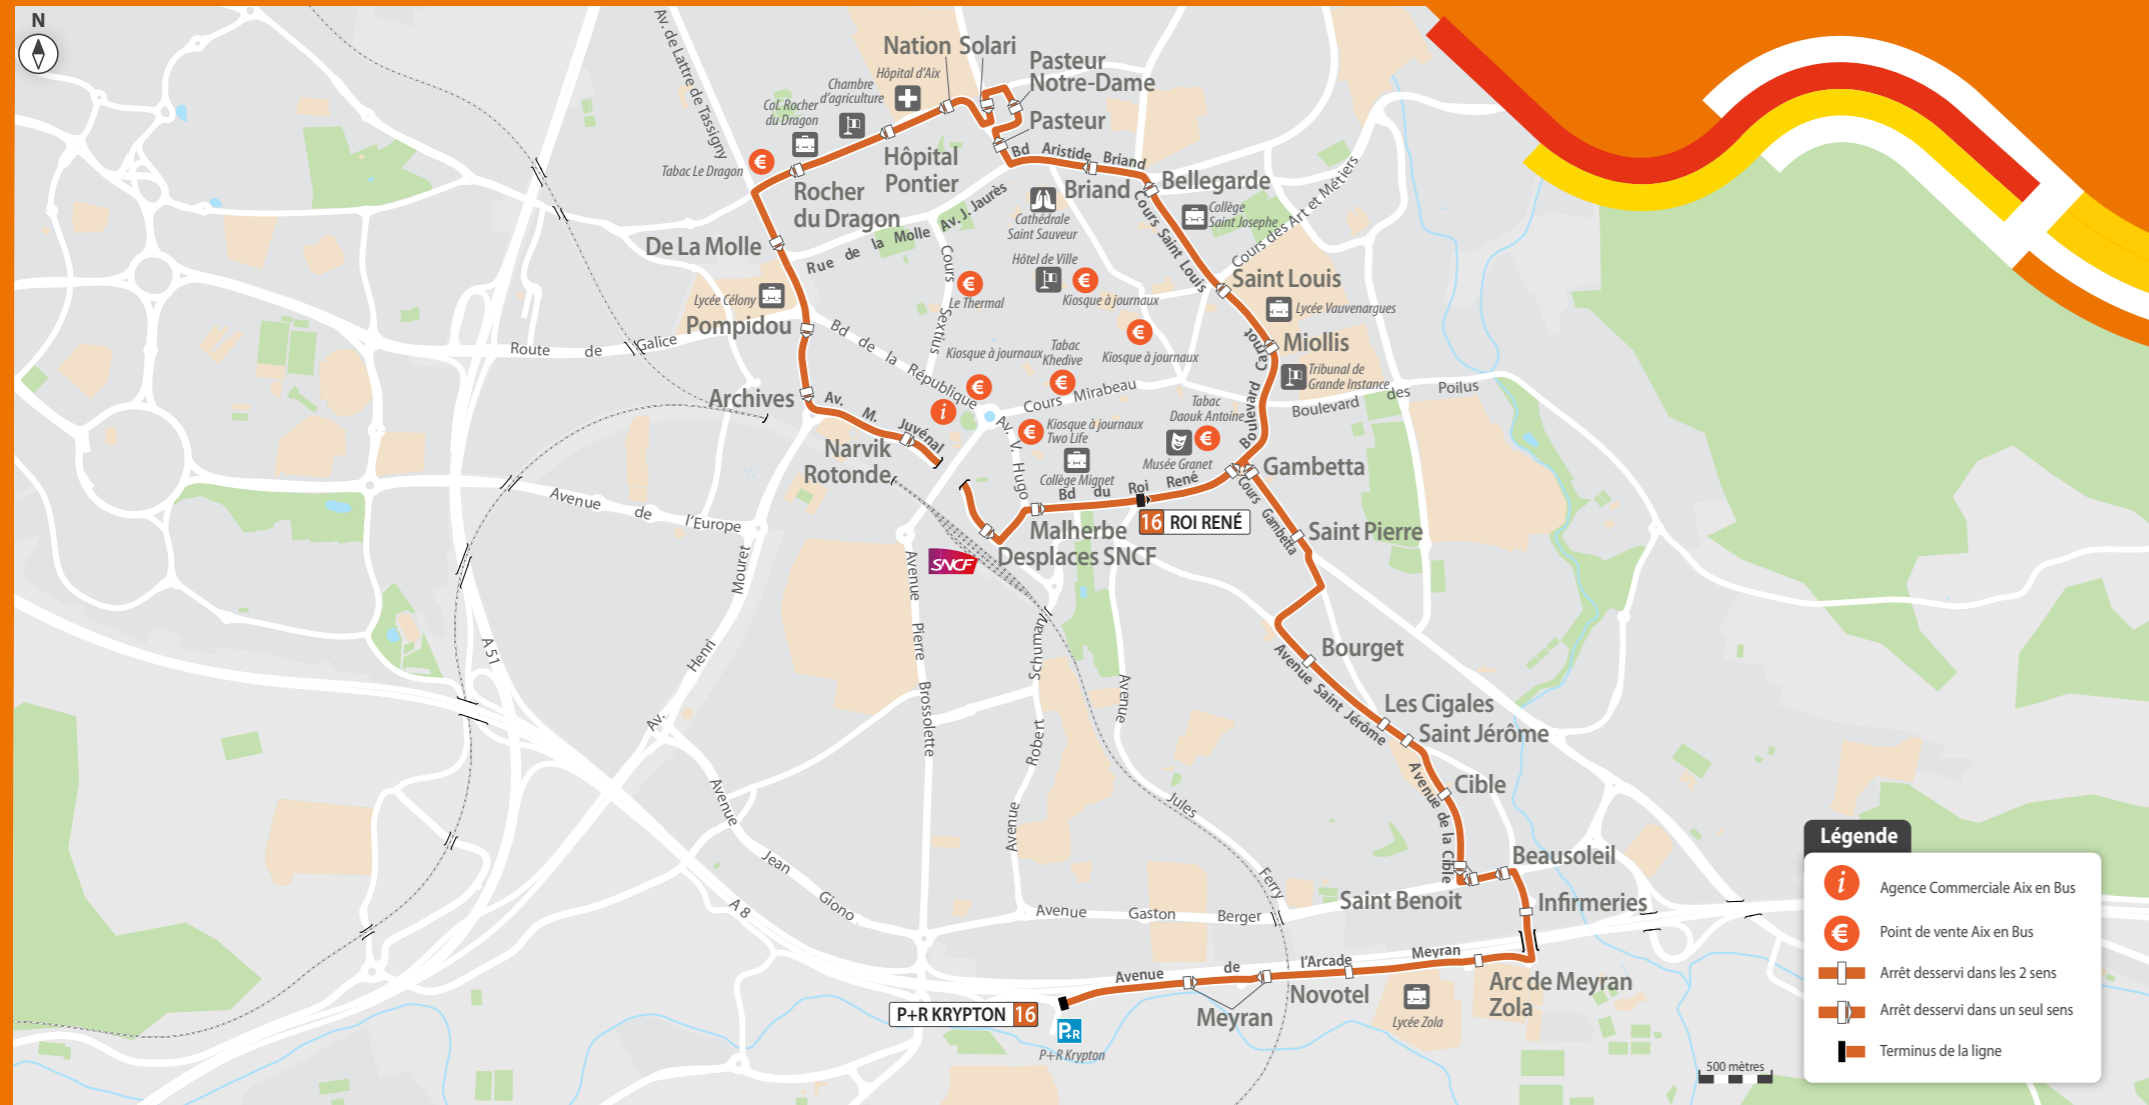 N
Av. de Lattre de Tassigny
Nation
Solari
Pasteur
Notre-Dame
Hôpital d'Aix
Chambre
d'agriculture
Col. Rocher
du Dragon
Pasteur
Tabac Le Dragon
Hôpital
Pontier
Bd Aristide Briand
Briand
Bellegarde
Rocher
du Dragon
Cathédrale
Saint Sauveur
Collège
Saint Josephe
Cours des Art et Métiers
De La Molle
Rue de la Molle
Av. J. Jaurès
Cours Saint Louis
Hôtel de Ville
Cours Sextius
Le Thermal
Kiosque à journaux
Saint Louis
Lycée Vauvenargues
Lycée Célony
Pompidou
Route de Galice
Bd de la République
Kiosque à journaux
Tabac
Khedive
Kiosque à journaux
Miollis
Boulevard Carnot
Tribunal de
Grande Instance
Boulevard des Poilus
Archives
Av. M. Juvénal
i
Cours Mirabeau
Tabac
Daouk Antoine
Kiosque à journaux
Two Life
Av. V. Hugo
Narvik
Rotonde
Collège Mignet
Musée Granet
Gambetta
Bd du Roi René
16 ROI RENÉ
Cours Gambetta
Avenue de l'Europe
Malherbe
Desplaces SNCF
SNCF
Saint Pierre
Av. Henri Mouret
Avenue Pierre Brossolette
Avenue Robert Schuman
Avenue Jules Ferry
A 51
Bourget
Avenue Saint Jérôme
Les Cigales
Saint Jérôme
Cible
Avenue de la Cible
Avenue Jean Giono
A 8
Beausoleil
Saint Benoit
Infirmeries
Avenue Gaston Berger
Avenue de l'Arcade Meyran
Novotel
Arc de Meyran
Zola
Meyran
P+R KRYPTON 16
P+R
P+R Krypton
Lycée Zola
500 mètres
Légende
i
Agence Commerciale Aix en Bus
€
Point de vente Aix en Bus
Arrêt desservi dans les 2 sens
Arrêt desservi dans un seul sens
Terminus de la ligne